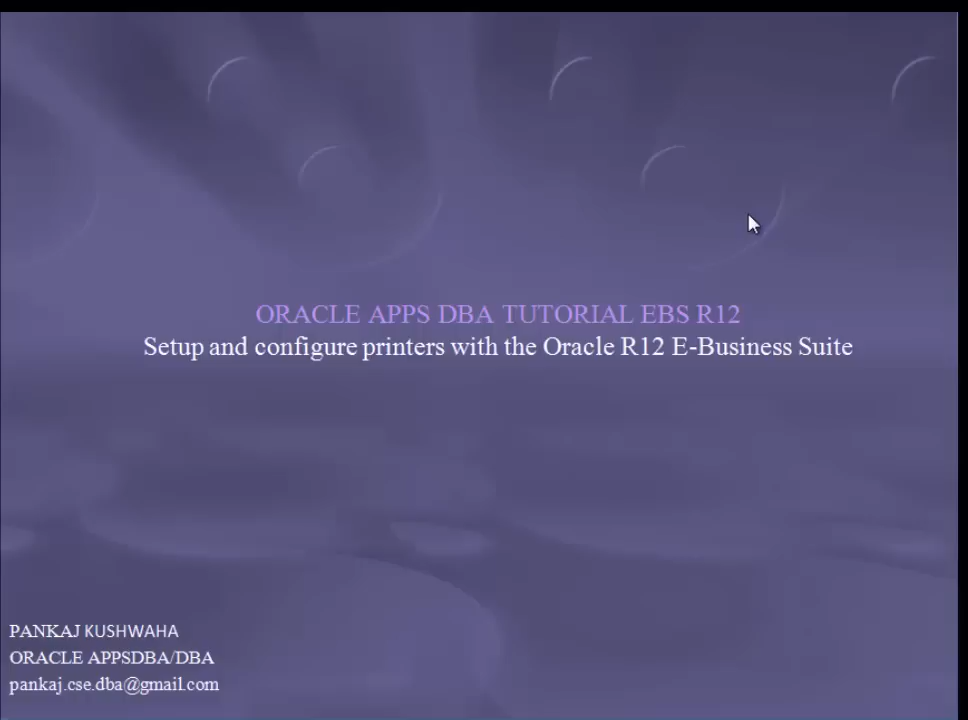 ORACLE APPS DBA TUTORIAL EBS R12
Setup and configure printers with the Oracle R12 E-Business Suite
PANKAJ KUSHWAHA
ORACLE APPSDBA/DBA
pankaj.cse.dba@gmail.com